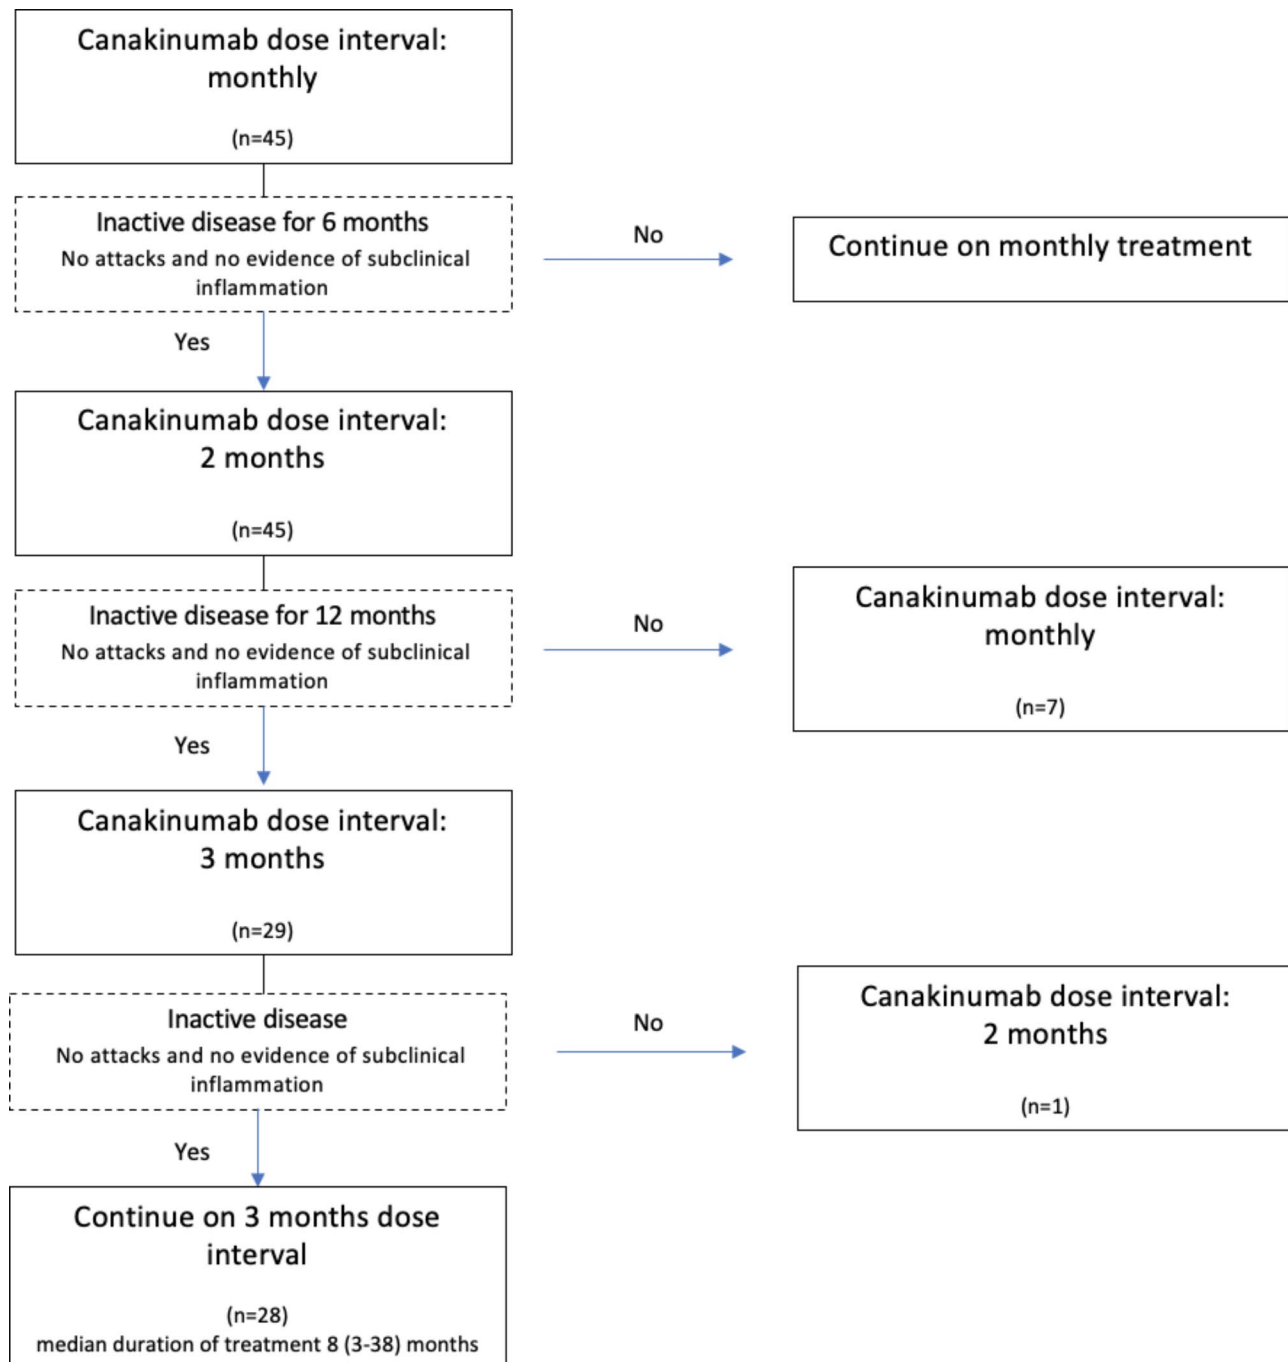 Canakinumab dose interval:
monthly
(n=45)
Inactive disease for 6 months
No attacks and no evidence of subclinical
inflammation
No
Continue on monthly treatment
Yes
Canakinumab dose interval:
2 months
(n=45)
Inactive disease for 12 months
No attacks and no evidence of subclinical
inflammation
No
Canakinumab dose interval:
monthly
(n=7)
Yes
Canakinumab dose interval:
3 months
(n=29)
Inactive disease
No attacks and no evidence of subclinical
inflammation
No
Canakinumab dose interval:
2 months
(n=1)
Yes
Continue on 3 months dose
interval
(n=28)
median duration of treatment 8 (3-38) months